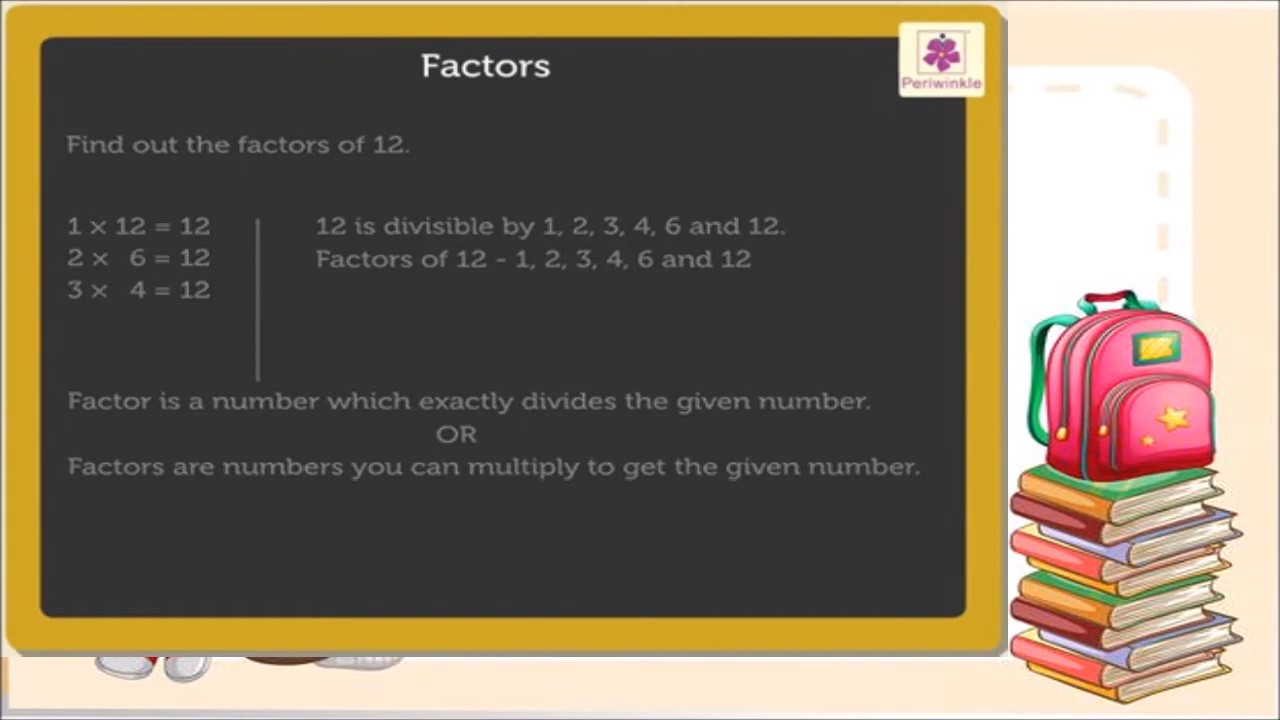 Factors
Periwinkle
Find out the factors of 12.
1 × 12 = 12
2 × 6 = 12
3 × 4 = 12
12 is divisible by 1, 2, 3, 4, 6 and 12.
Factors of 12 - 1, 2, 3, 4, 6 and 12
Factor is a number which exactly divides the given number.
OR
Factors are numbers you can multiply to get the given number.